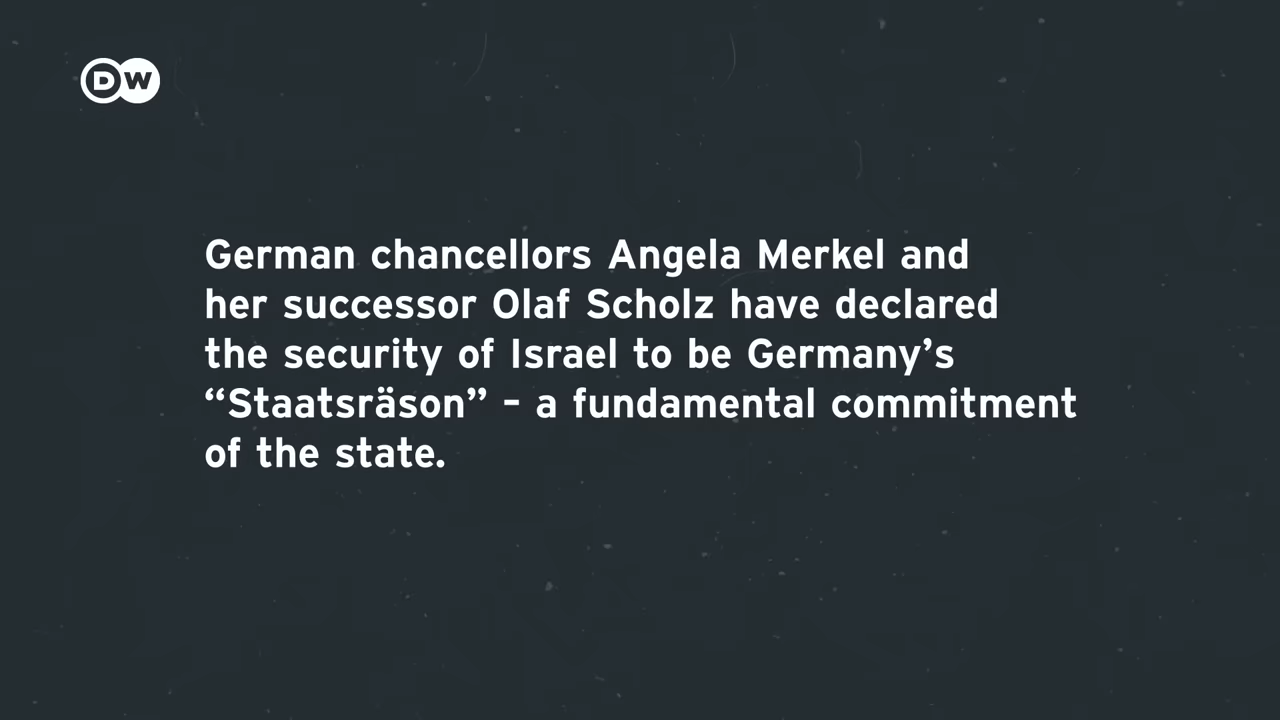 DW
German chancellors Angela Merkel and
her successor Olaf Scholz have declared
the security of Israel to be Germany’s
“Staatsräson” – a fundamental commitment
of the state.